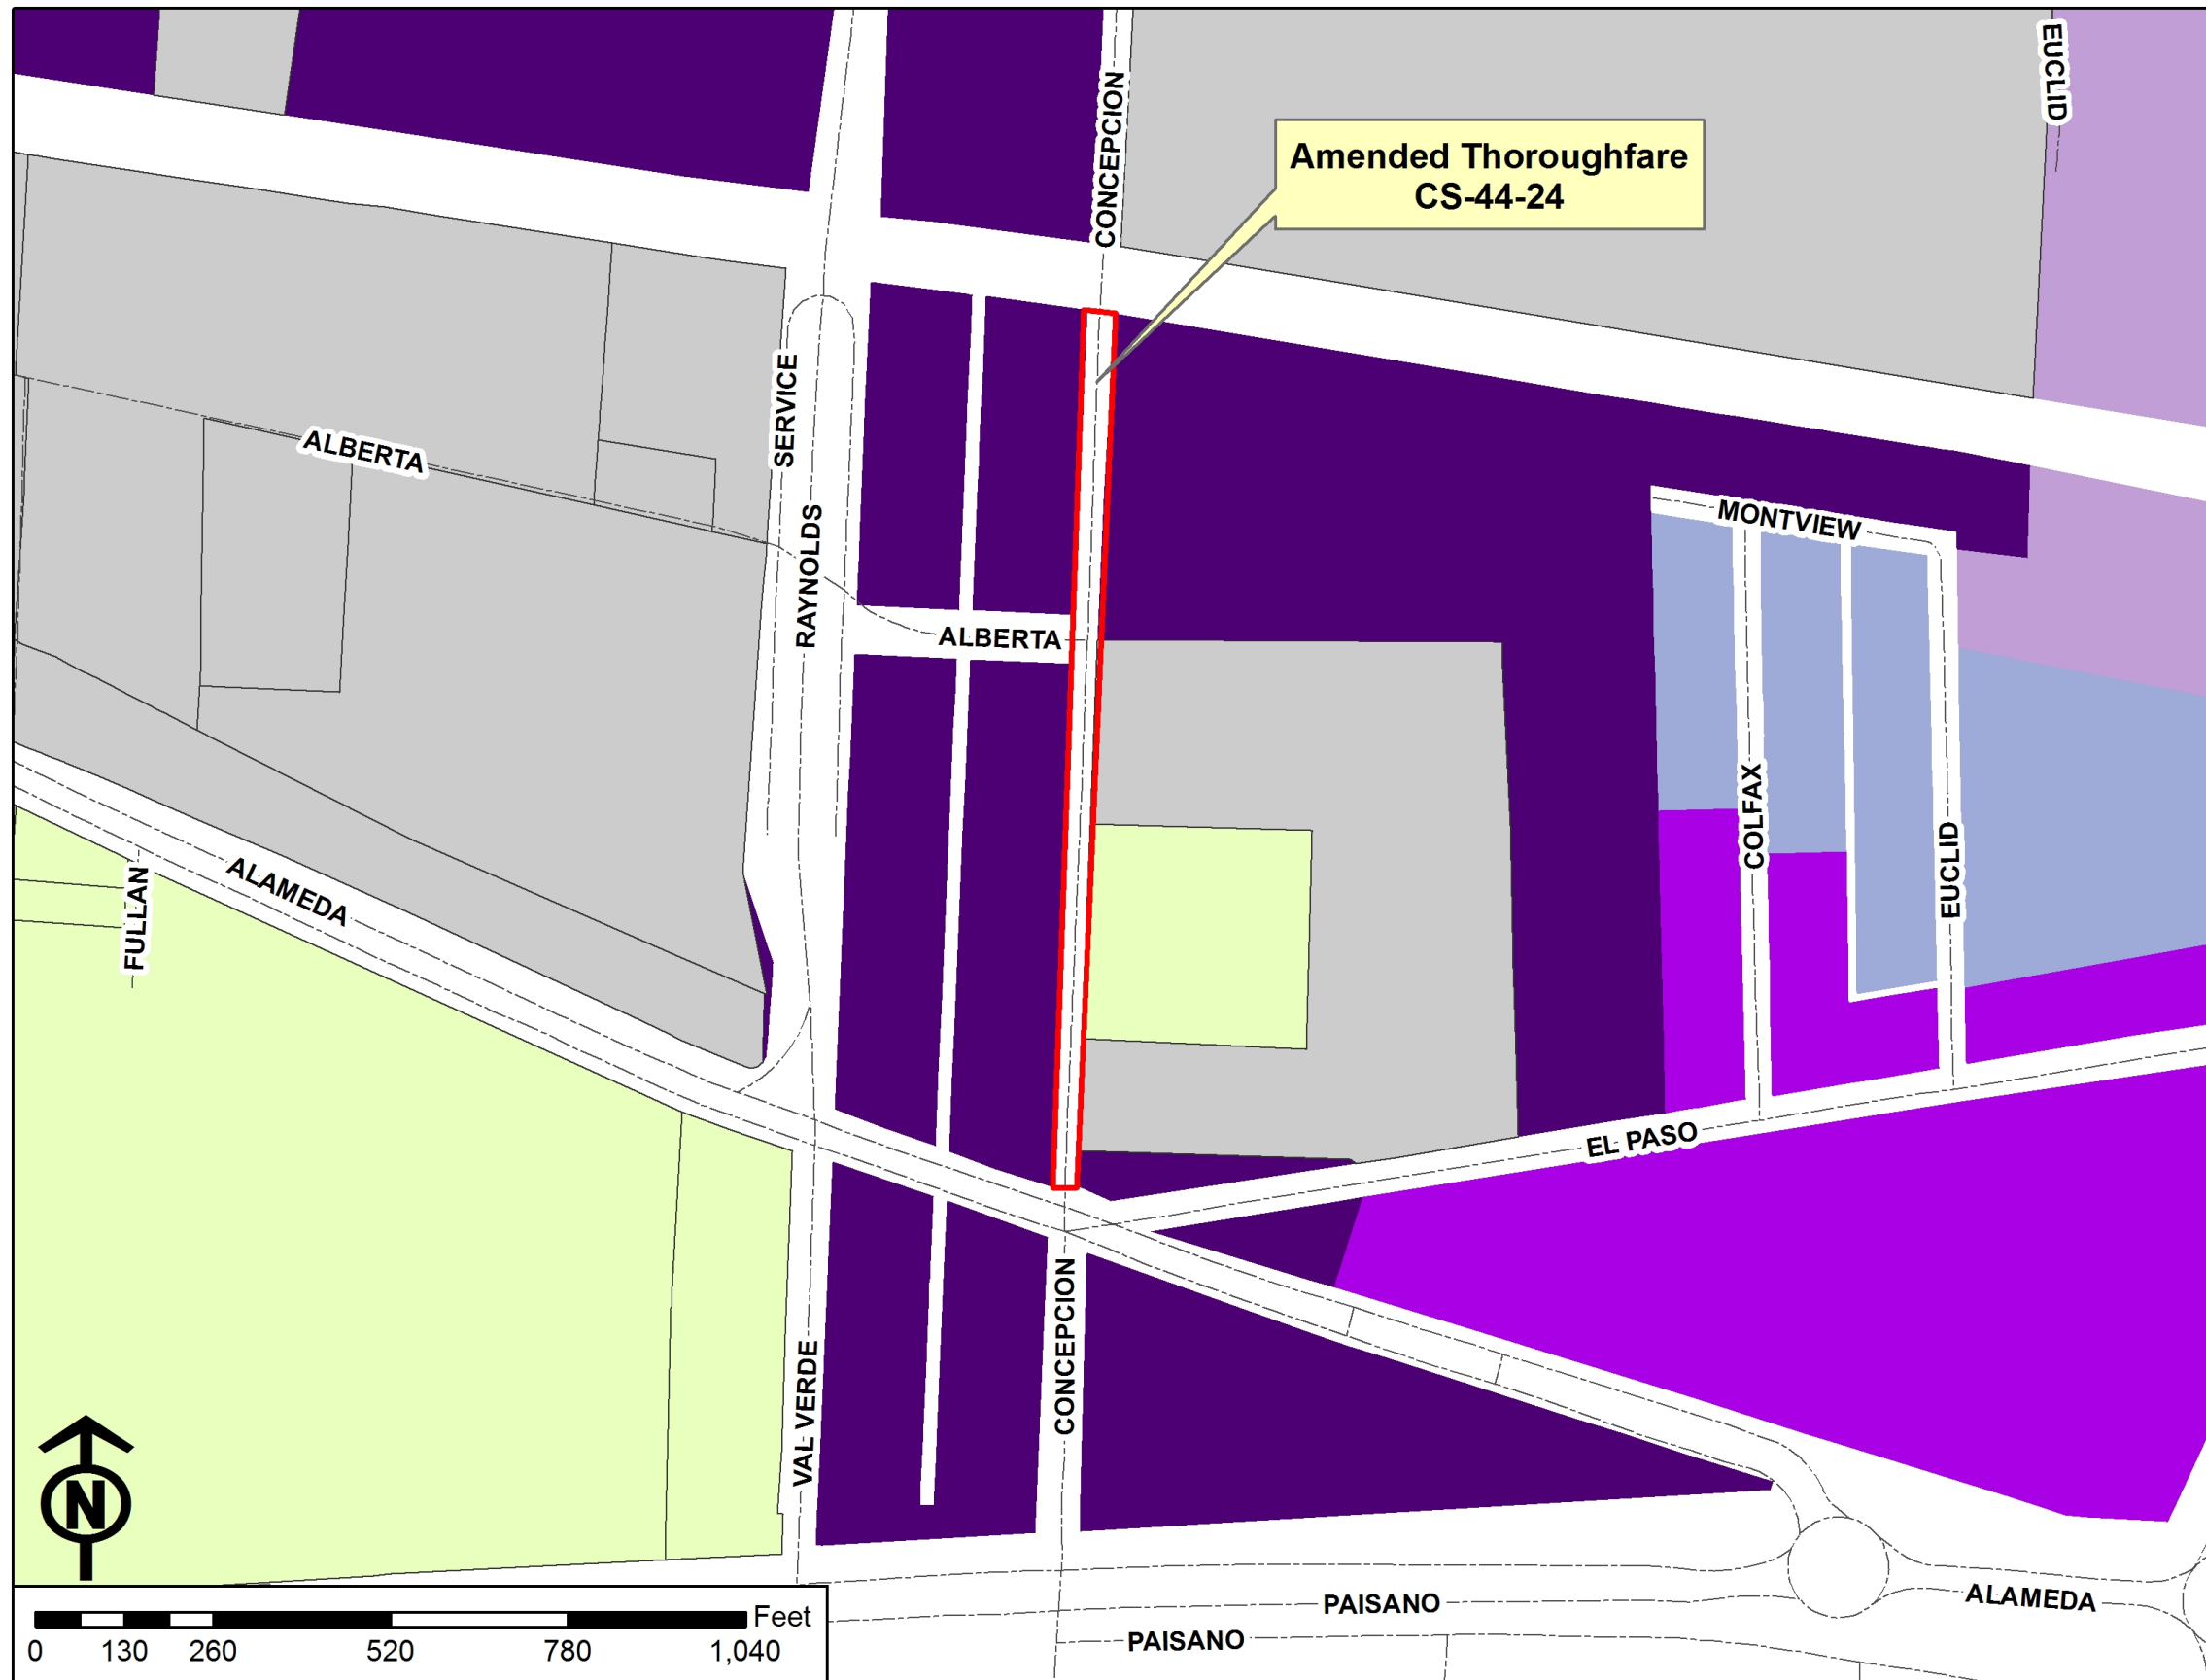 EUCLID
CONCEPCION
Amended Thoroughfare
CS-44-24
SERVICE
ALBERTA
RAYNOLDS
MONTVIEW
ALBERTA
COLFAX
EUCLID
FULLAN
ALAMEDA
EL PASO
CONCEPCION
VAL VERDE
N
PAISANO
ALAMEDA
PAISANO
Feet
0 130 260 520 780 1,040